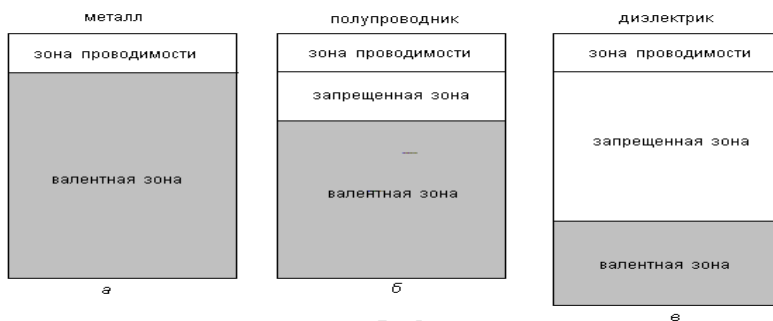 металл
зона проводимости
валентная зона
а
полупроводник
зона проводимости
запрещенная зона
валентная зона
б
диэлектрик
зона проводимости
запрещенная зона
валентная зона
в